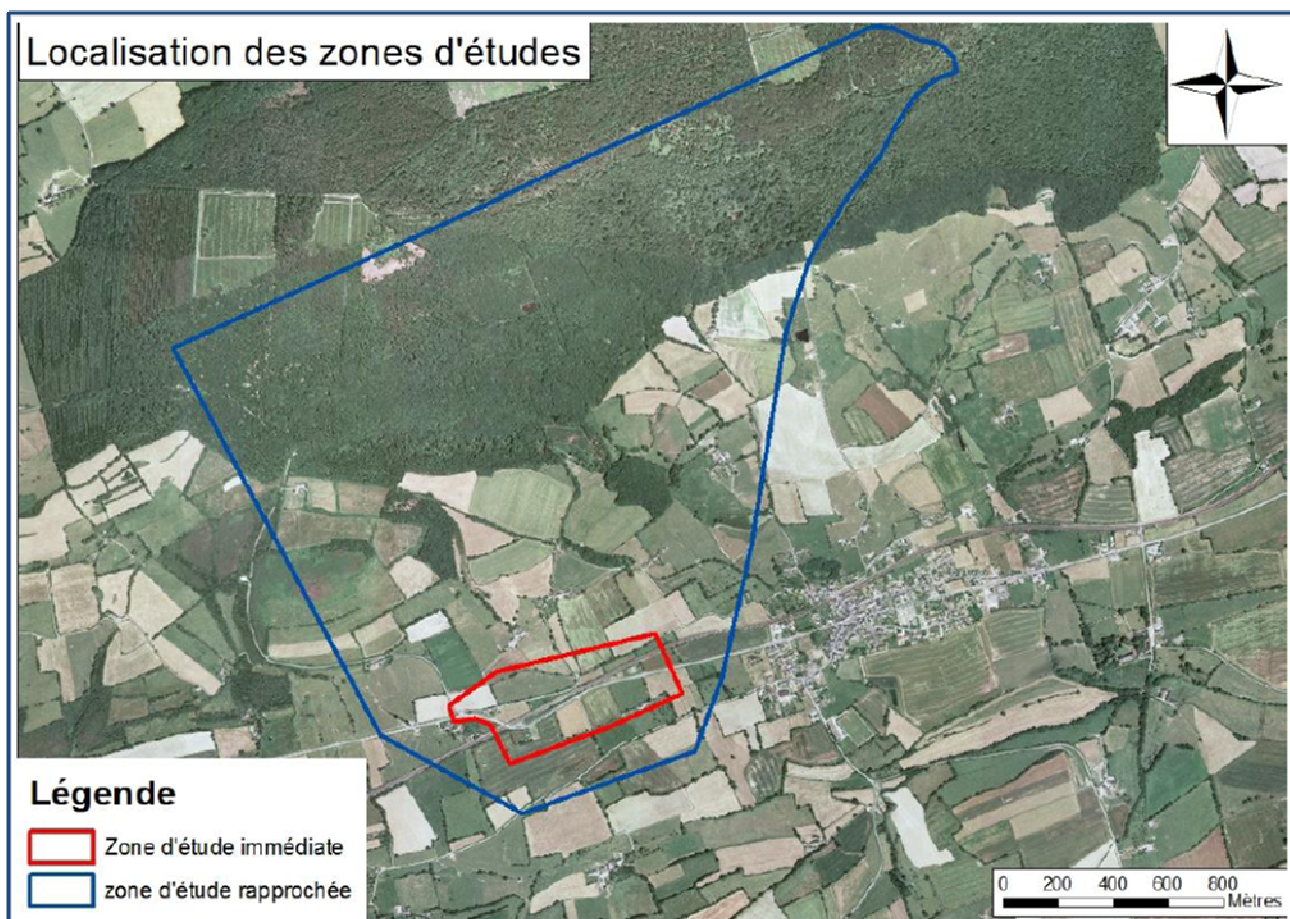 Localisation des zones d'études
Légende
Zone d'étude immédiate
zone d'étude rapprochée
0 200 400 600 800
Mètres